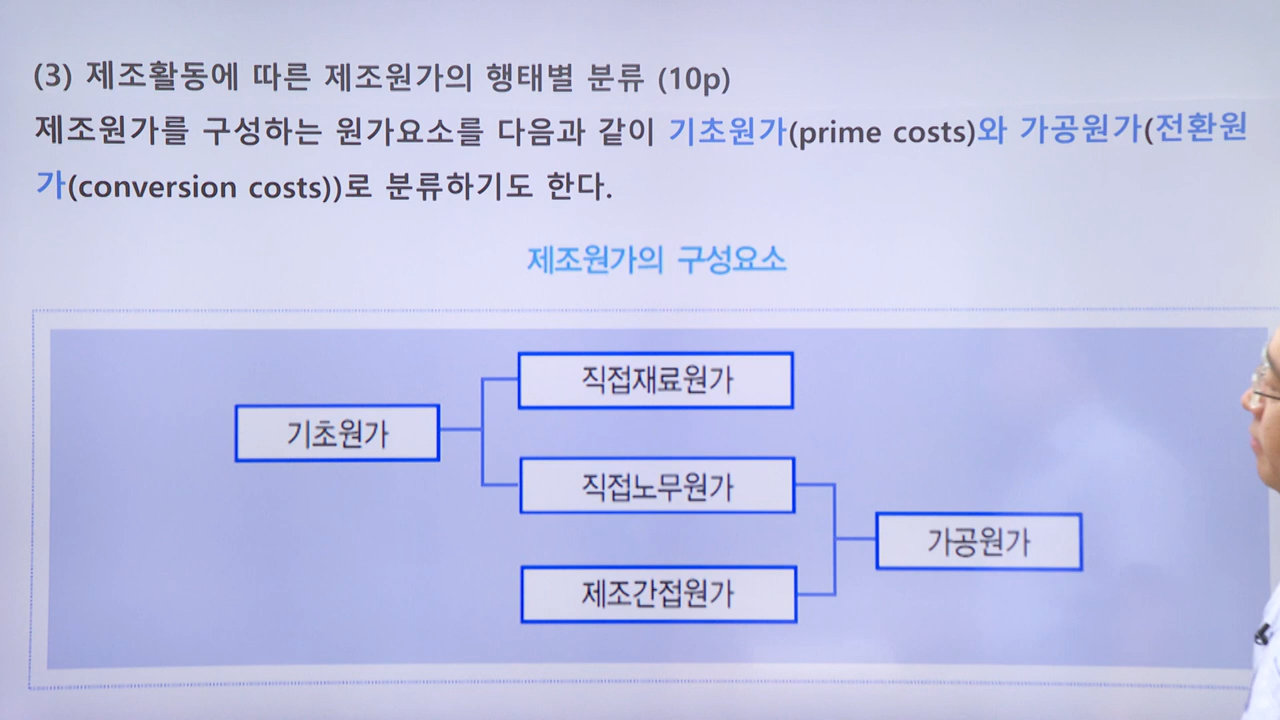 (3) 제조활동에 따른 제조원가의 행태별 분류 (10p)
제조원가를 구성하는 원가요소를 다음과 같이 기초원가(prime costs)와 가공원가(전환원
가(conversion costs))로 분류하기도 한다.
제조원가의 구성요소
직접재료원가
기초원가
직접노무원가
가공원가
제조간접원가